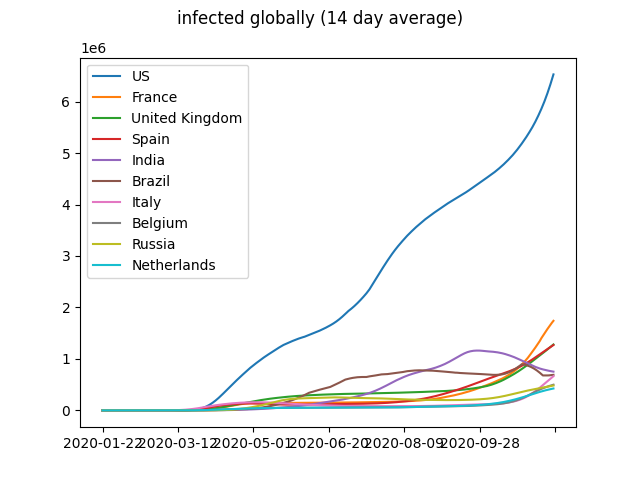 infected globally (14 day average)
1e6
US
France
United Kingdom
Spain
India
Brazil
Italy
Belgium
Russia
Netherlands
6
5
4
3
2
1
0
2020-01-22 2020-03-12 2020-05-01 2020-06-20 2020-08-09 2020-09-28